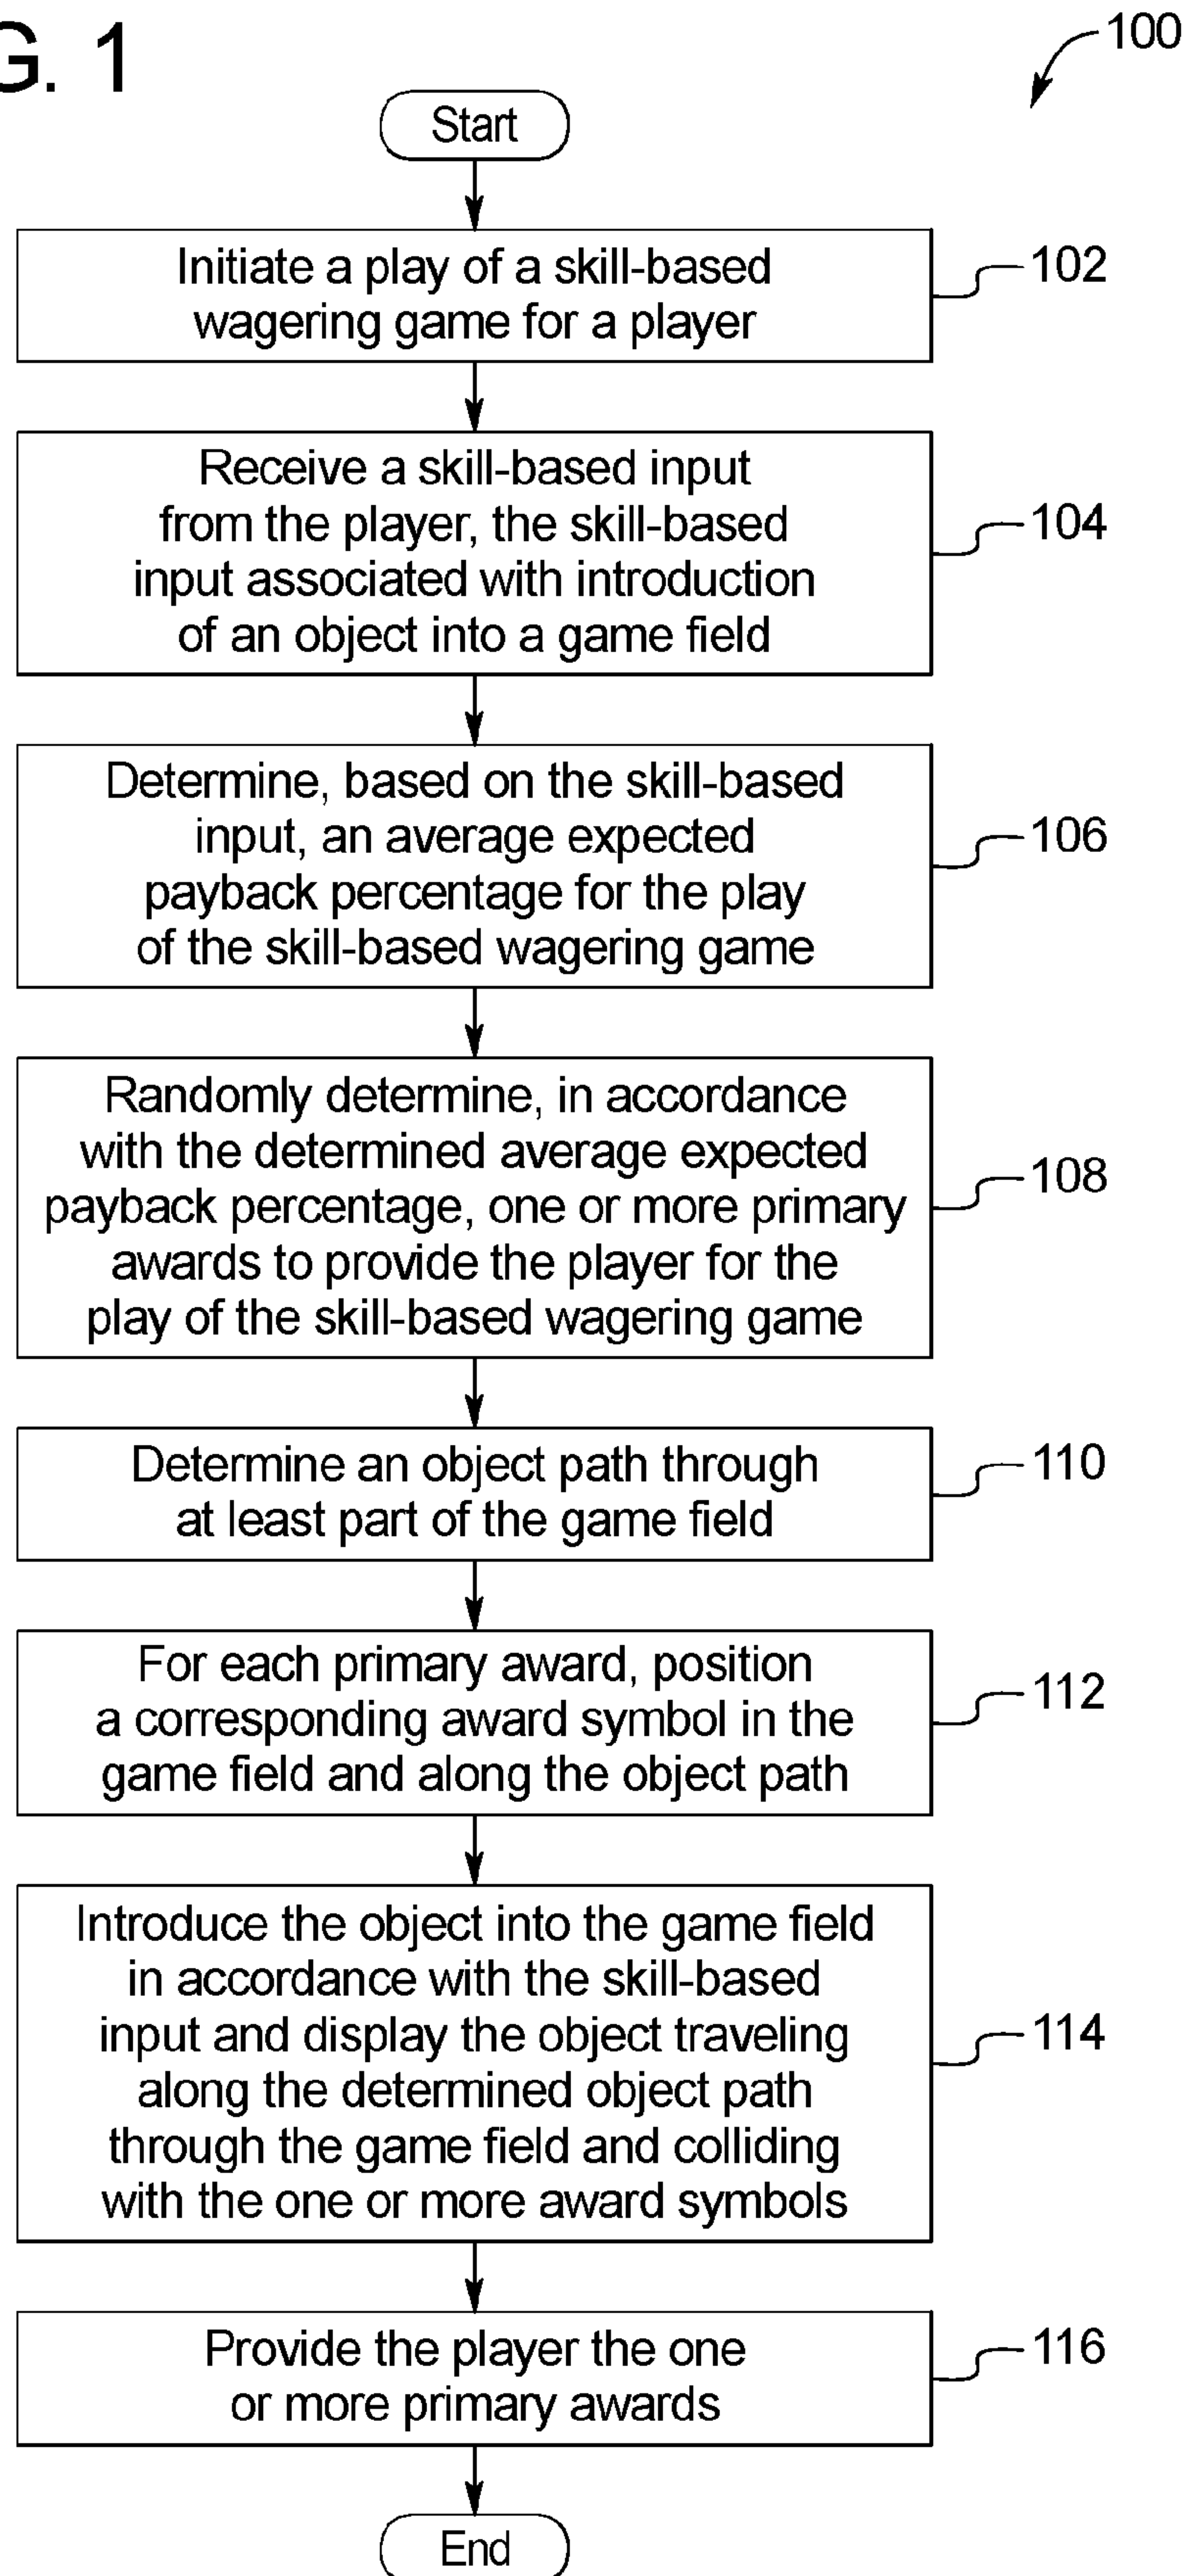 G. 1
100
Start
Initiate a play of a skill-based
wagering game for a player
102
Receive a skill-based input
from the player, the skill-based
input associated with introduction
of an object into a game field
104
Determine, based on the skill-based
input, an average expected
payback percentage for the play
of the skill-based wagering game
106
Randomly determine, in accordance
with the determined average expected
payback percentage, one or more primary
awards to provide the player for the
play of the skill-based wagering game
108
Determine an object path through
at least part of the game field
110
For each primary award, position
a corresponding award symbol in the
game field and along the object path
112
Introduce the object into the game field
in accordance with the skill-based
input and display the object traveling
along the determined object path
through the game field and colliding
with the one or more award symbols
114
Provide the player the one
or more primary awards
116
End